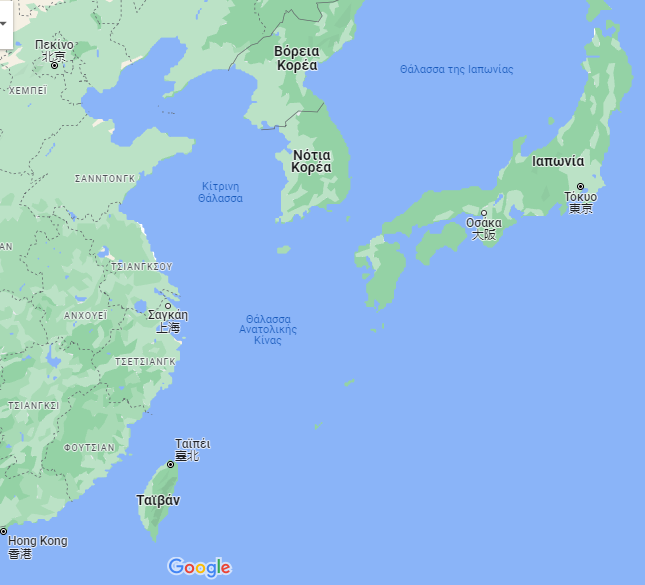 Πεκίνο
北京
Βόρεια
Κορέα
Θάλασσα της Ιαπωνίας
ΧΕΜΠΕΪ
Νότια
Κορέα
Ιαπωνία
ΣΑΝΝΤΟΝΓΚ
Κίτρινη
Θάλασσα
Τόκυο
東京
Οσάκα
大阪
ΑΝ
ΤΣΙΑΝΓΚΣΟΥ
ΑΝΧΟΥΕΙ
Σαγκάη
上海
Θάλασσα
Ανατολικής
Κίνας
ΤΣΕΤΣΙΑΝΓΚ
ΤΣΙΑΝΓΚΣΙ
ΦΟΥΤΣΙΑΝ
Ταϊπέι
臺北
Ταϊβάν
Hong Kong
香港
Google